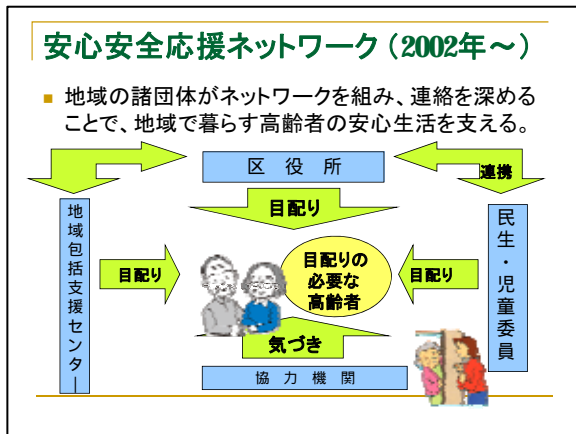 安心安全応援ネットワーク（2002年～）
地域の諸団体がネットワークを組み、連絡を深める
ことで、地域で暮らす高齢者の安心生活を支える。
区役所
連携
目配り
地域包括支援センター
目配り
目配りの
必要な
高齢者
目配り
民生・児童委員
気づき
協力機関